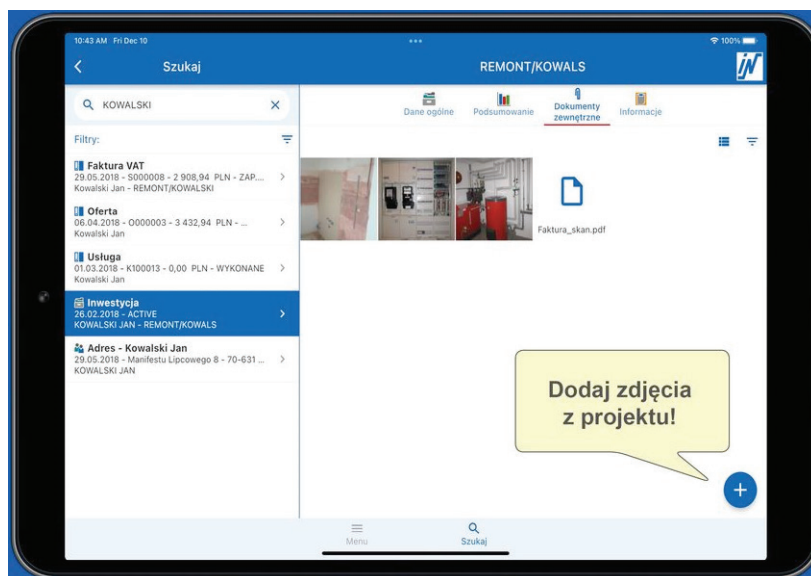 10:43 AM Fri Dec 10
100%
Szukaj
REMONT/KOWALS
KOWALSKI
Filtry:
Faktura VAT
29.05.2018 - S000008 - 2 908,94 PLN - ZAP....
Kowalski Jan - REMONT/KOWALSKI
Oferta
06.04.2018 - O000003 - 3 432,94 PLN - ...
Kowalski Jan
Usługa
01.03.2018 - K100013 - 0,00 PLN - WYKONANE
Kowalski Jan
Inwestycja
26.02.2018 - ACTIVE
KOWALSKI JAN - REMONT/KOWALS
Adres - Kowalski Jan
29.05.2018 - Manifestu Lipcowego 8 - 70-631 ...
KOWALSKI JAN
Dane ogólne
Podsumowanie
Dokumenty
zewnętrzne
Informacje
Faktura_skan.pdf
Dodaj zdjęcia
z projektu!
Menu
Szukaj